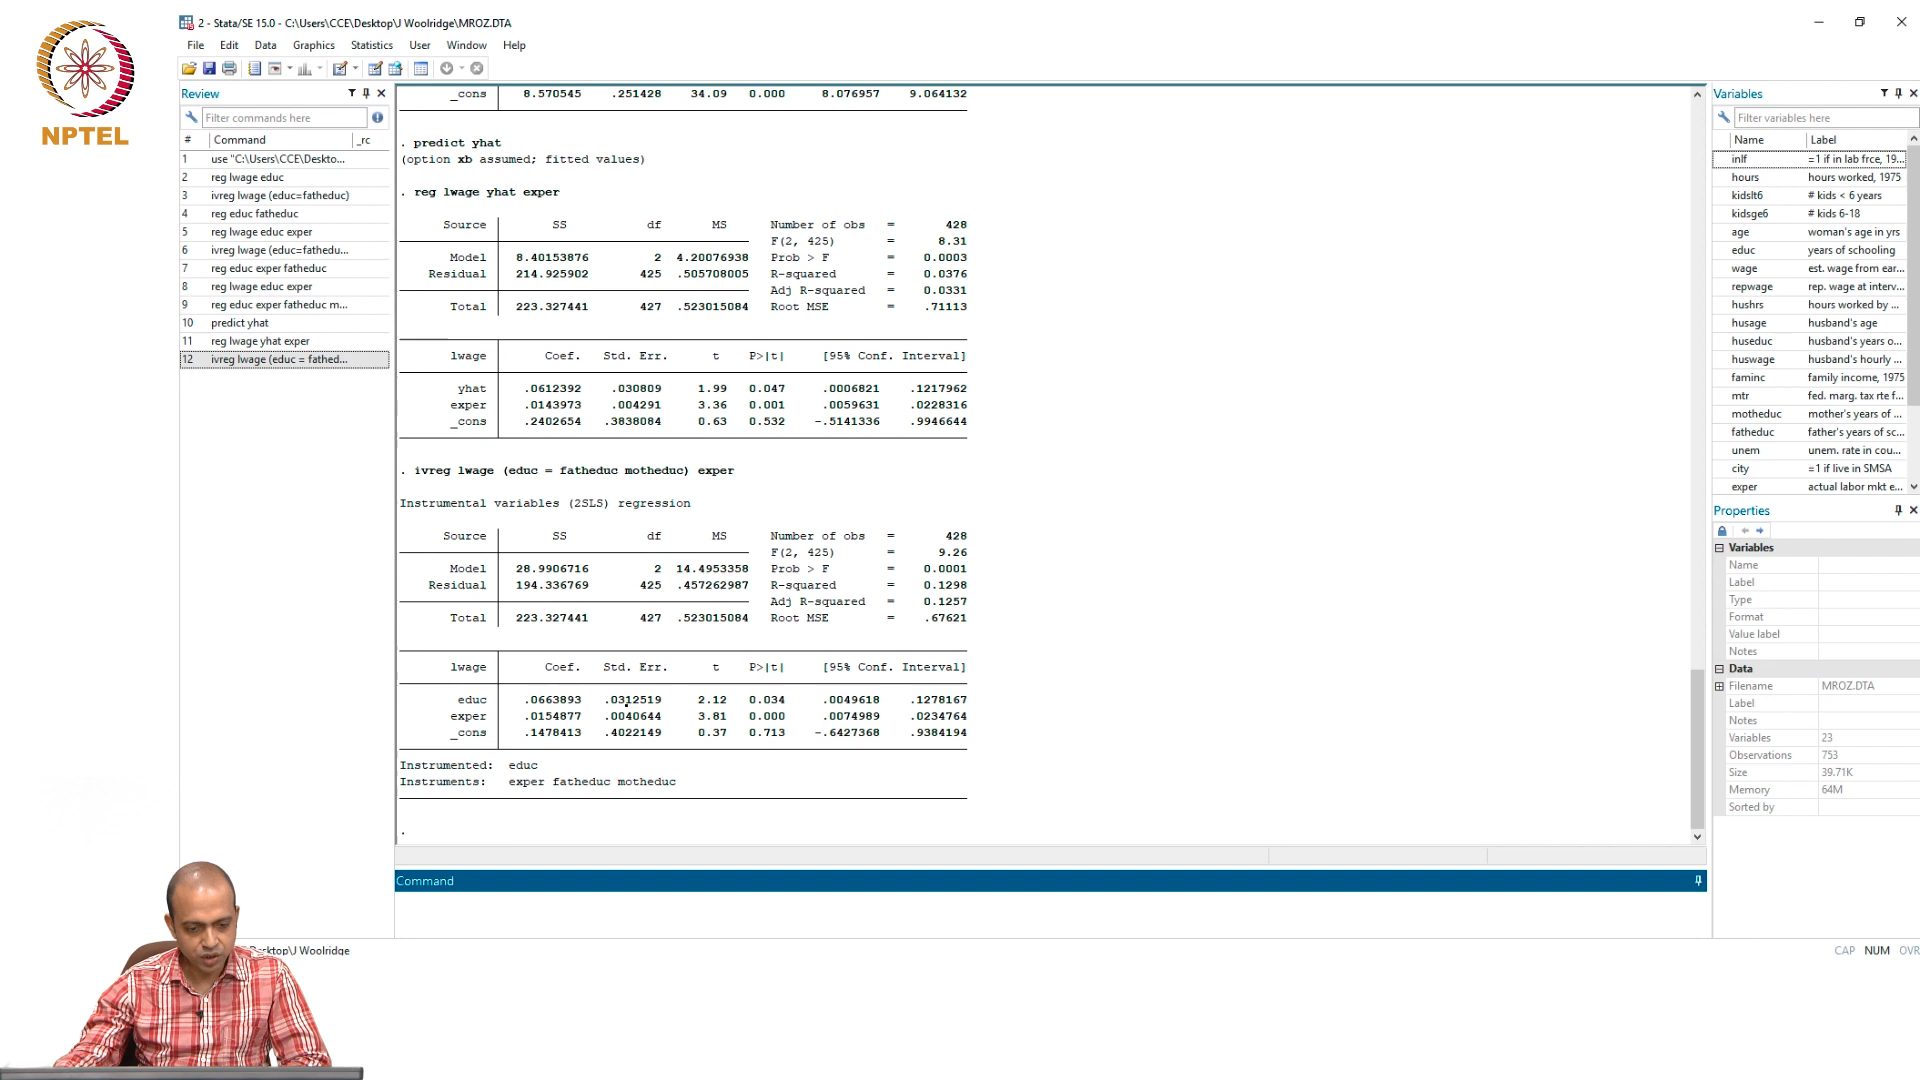 NPTEL
2 - Stata/SE 15.0 - C:\Users\CCE\Desktop\J Woolridge\MROZ.DTA
File Edit Data Graphics Statistics User Window Help
Review
Filter commands here
# Command _rc
1 use "C:\Users\CCE\Deskto...
2 reg lwage educ
3 ivreg lwage (educ=fatheduc)
4 reg educ fatheduc
5 reg lwage educ exper
6 ivreg lwage (educ=fathedu...
7 reg educ exper fatheduc
8 reg lwage educ exper
9 reg educ exper fatheduc m...
10 predict yhat
11 reg lwage yhat exper
12 ivreg lwage (educ = fathed...
_cons 8.570545 .251428 34.09 0.000 8.076957 9.064132
. predict yhat
(option xb assumed; fitted values)
. reg lwage yhat exper
Source SS df MS Number of obs = 428
F(2, 425) = 8.31
Model 8.40153876 2 4.20076938 Prob > F = 0.0003
Residual 214.925902 425 .505708005 R-squared = 0.0376
Adj R-squared = 0.0331
Total 223.327441 427 .523015084 Root MSE = .71113
lwage Coef. Std. Err. t P>|t| [95% Conf. Interval]
yhat .0612392 .030809 1.99 0.047 .0006821 .1217962
exper .0143973 .004291 3.36 0.001 .0059631 .0228316
_cons .2402654 .3838084 0.63 0.532 -.5141336 .9946644
. ivreg lwage (educ = fatheduc motheduc) exper
Instrumental variables (2SLS) regression
Source SS df MS Number of obs = 428
F(2, 425) = 9.26
Model 28.9906716 2 14.4953358 Prob > F = 0.0001
Residual 194.336769 425 .457262987 R-squared = 0.1298
Adj R-squared = 0.1257
Total 223.327441 427 .523015084 Root MSE = .67621
lwage Coef. Std. Err. t P>|t| [95% Conf. Interval]
educ .0663893 .0312519 2.12 0.034 .0049618 .1278167
exper .0154877 .0040644 3.81 0.000 .0074989 .0234764
_cons .1478413 .4022149 0.37 0.713 -.6427368 .9384194
Instrumented: educ
Instruments: exper fatheduc motheduc
.
Command
Variables
Filter variables here
Name Label
inlf =1 if in lab frce, 19...
hours hours worked, 1975
kidslt6 # kids < 6 years
kidsge6 # kids 6-18
age woman's age in yrs
educ years of schooling
wage est. wage from ear...
repwage rep. wage at interv...
hushrs hours worked by ...
husage husband's age
huseduc husband's years o...
huswage husband's hourly ...
faminc family income, 1975
mtr fed. marg. tax rte f...
motheduc mother's years of ...
fatheduc father's years of sc...
unem unem. rate in cou...
city =1 if live in SMSA
exper actual labor mkt e...
Properties
Variables
Name
Label
Type
Format
Value label
Notes
Data
Filename MROZ.DTA
Label
Notes
Variables 23
Observations 753
Size 39.71K
Memory 64M
Sorted by
Desktop\J Woolridge
CAP NUM OVR